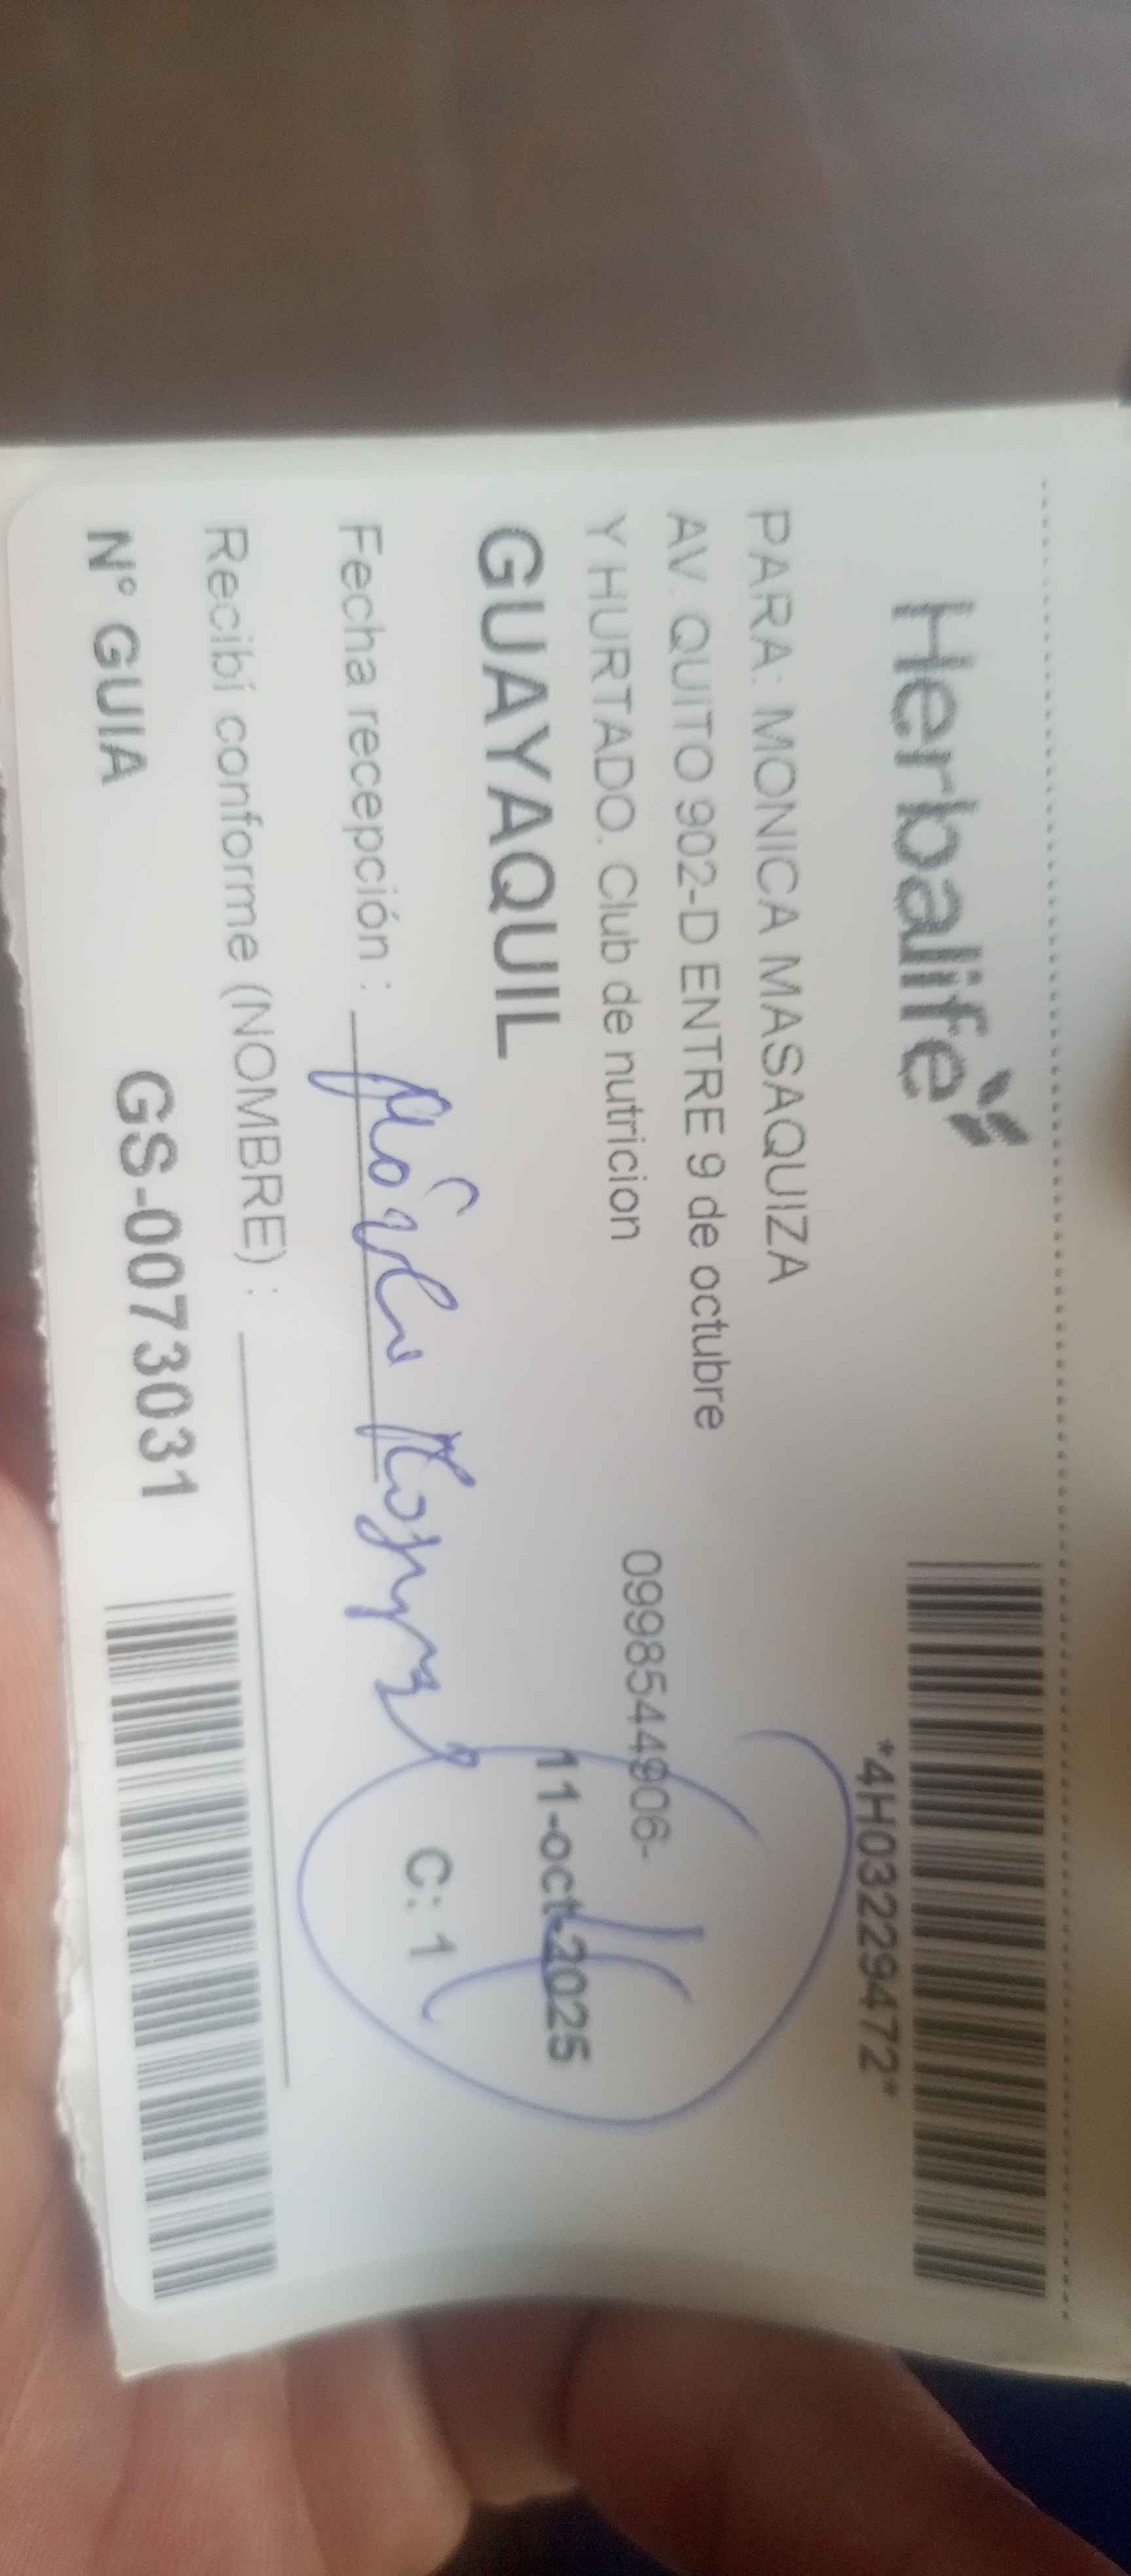 Herbalife
*4H03229472*
PARA: MONICA MASAQUIZA
AV. QUITO 902-D ENTRE 9 de octubre
Y HURTADO. Club de nutricion
0998544906-
GUAYAQUIL
11-oct-2025
Fecha recepción :
C: 1
Recibí conforme (NOMBRE) :
N° GUIA GS-0073031